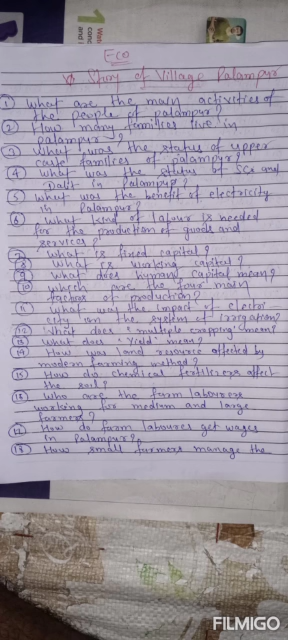 Eco
Story of Village Palampur
① What are the main activities of
the people of palampur?
② How many families live in
palampur?
③ What was the status of upper
caste families of palampur?
④ What was the status of SCs and
Dalit in Palampur?
⑤ what was the benefit of electricity
in Palampur?
⑥ What kind of labour is needed
for the production of goods and
services?
⑦ What is fixed capital?
⑧ What is working capital?
⑨ What does human capital mean?
⑩ which are the four main
factors of production?
⑪ What was the impact of electri
city on the system of irrigation?
⑫ What does 'multiple cropping' mean?
⑬ What does 'Yield' mean?
⑭ How was land resource affected by
modern farming method?
⑮ How do chemical fertilizers affect
the soil?
⑯ Who are the farm labourers
working for medium and large
farmers?
⑰ How do farm laboures get wages
in Palampur?
⑱ How small farmers manage the
FILMIGO